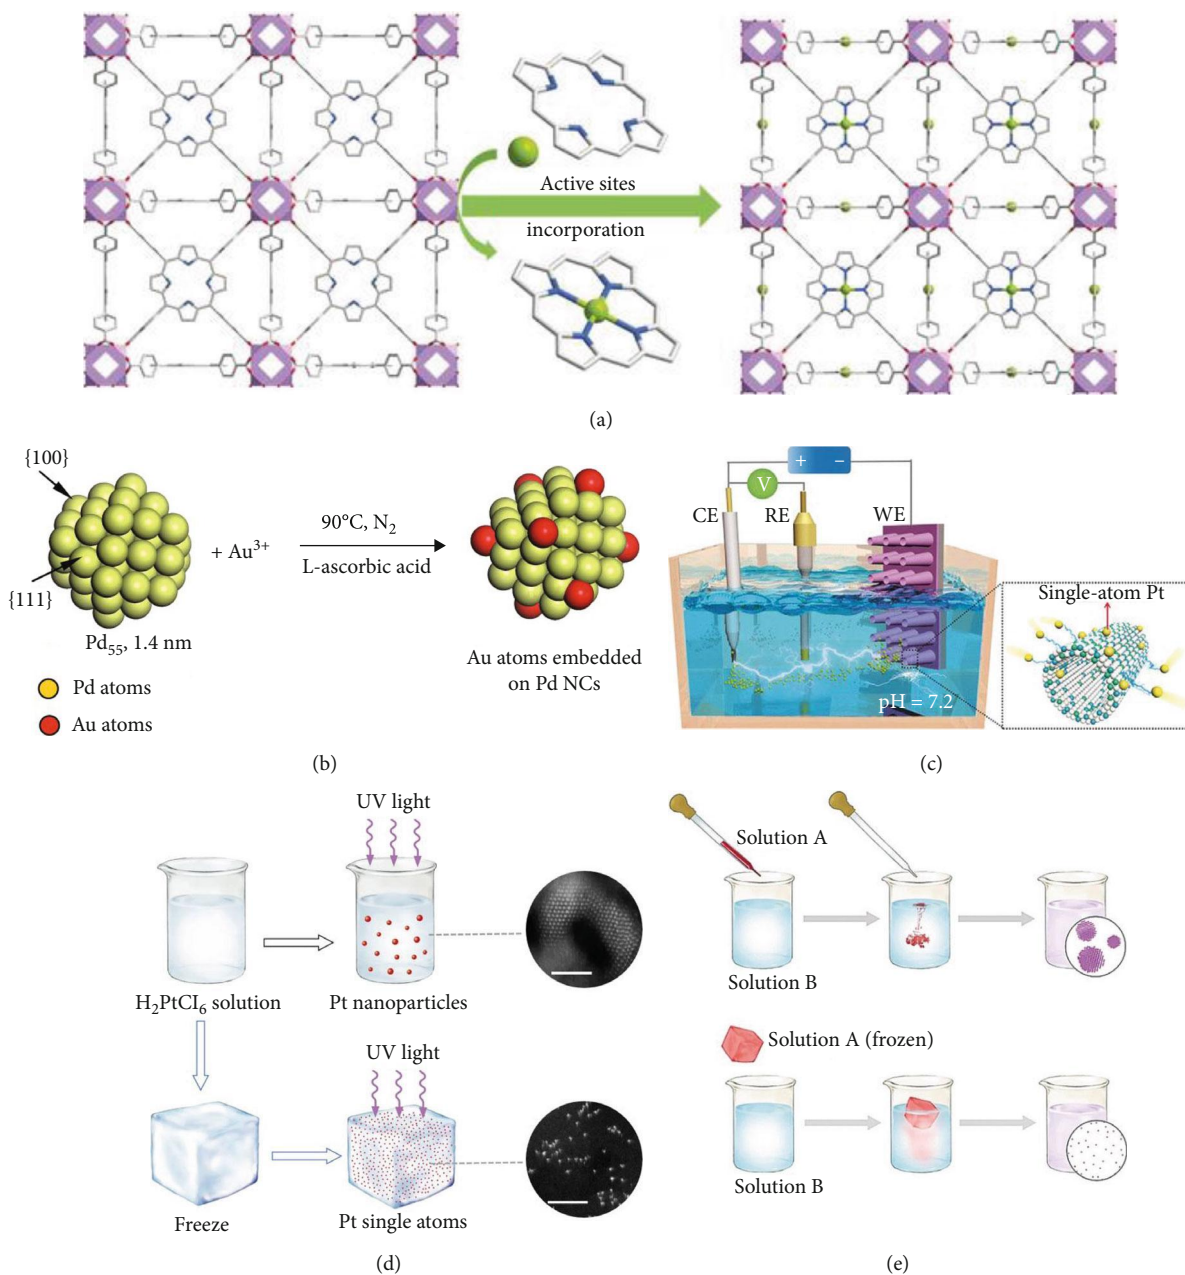 Active sites
incorporation
(a)
{100}
{111}
Pd55, 1.4 nm
+ Au3+
90°C, N2
L-ascorbic acid
Au atoms embedded
on Pd NCs
Pd atoms
Au atoms
(b)
+ −
V
CE
RE
WE
pH = 7.2
Single-atom Pt
(c)
UV light
H2PtCI6 solution
Pt nanoparticles
UV light
Freeze
Pt single atoms
(d)
Solution A
Solution B
Solution A (frozen)
Solution B
(e)